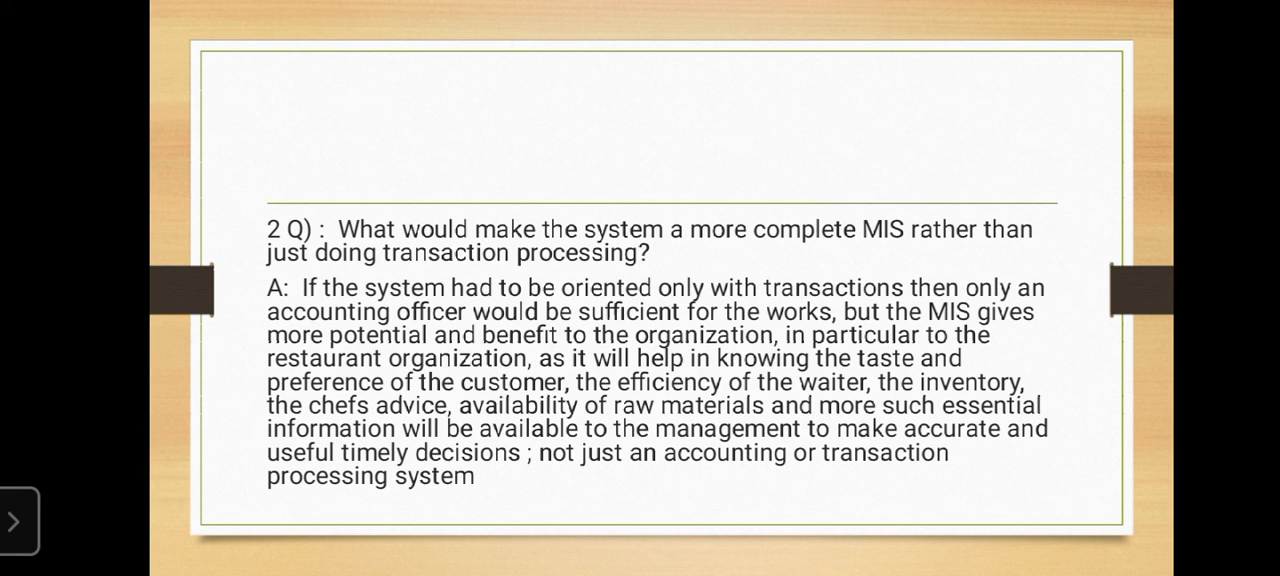 2 Q) :  What would make the system a more complete MIS rather than
just doing transaction processing?
A:  If the system had to be oriented only with transactions then only an
accounting officer would be sufficient for the works, but the MIS gives
more potential and benefit to the organization, in particular to the
restaurant organization, as it will help in knowing the taste and
preference of the customer, the efficiency of the waiter, the inventory,
the chefs advice, availability of raw materials and more such essential
information will be available to the management to make accurate and
useful timely decisions ; not just an accounting or transaction
processing system